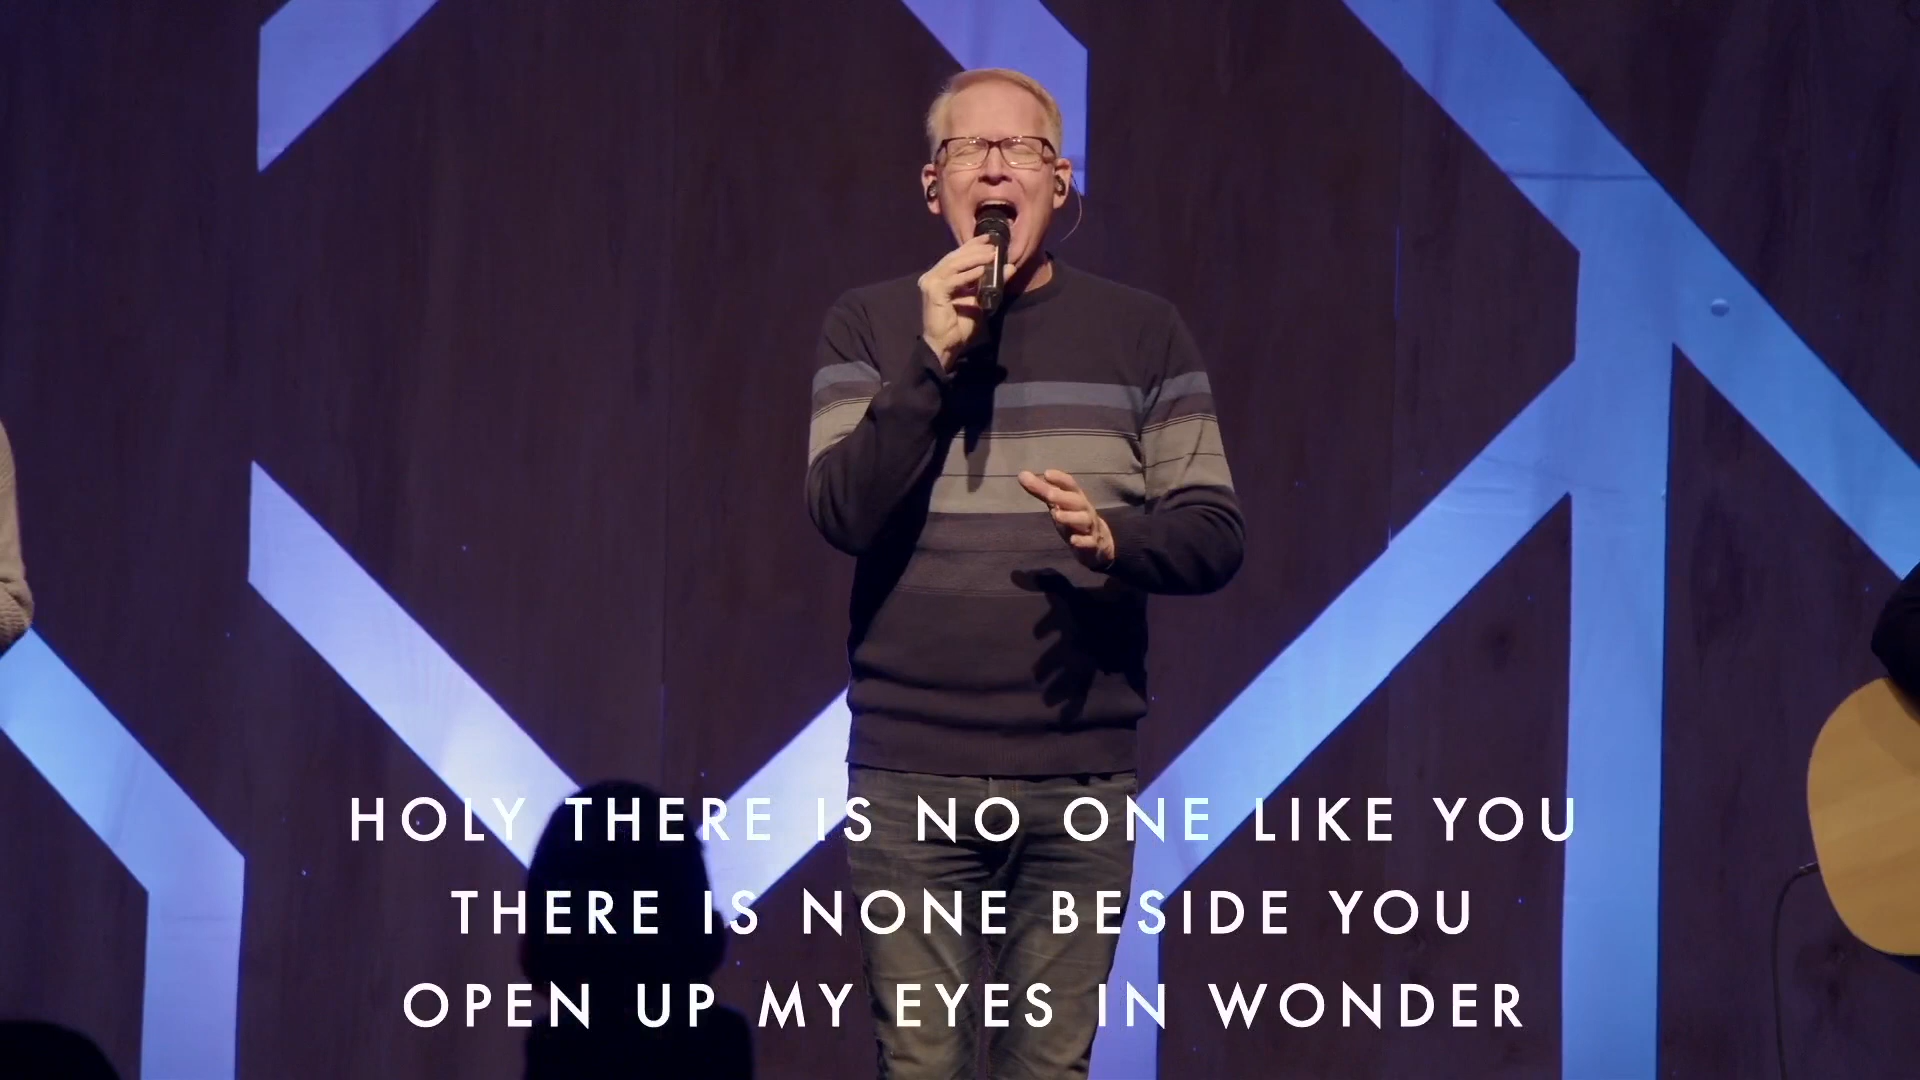 HOLY THERE IS NO ONE LIKE YOU
THERE IS NONE BESIDE YOU
OPEN UP MY EYES IN WONDER